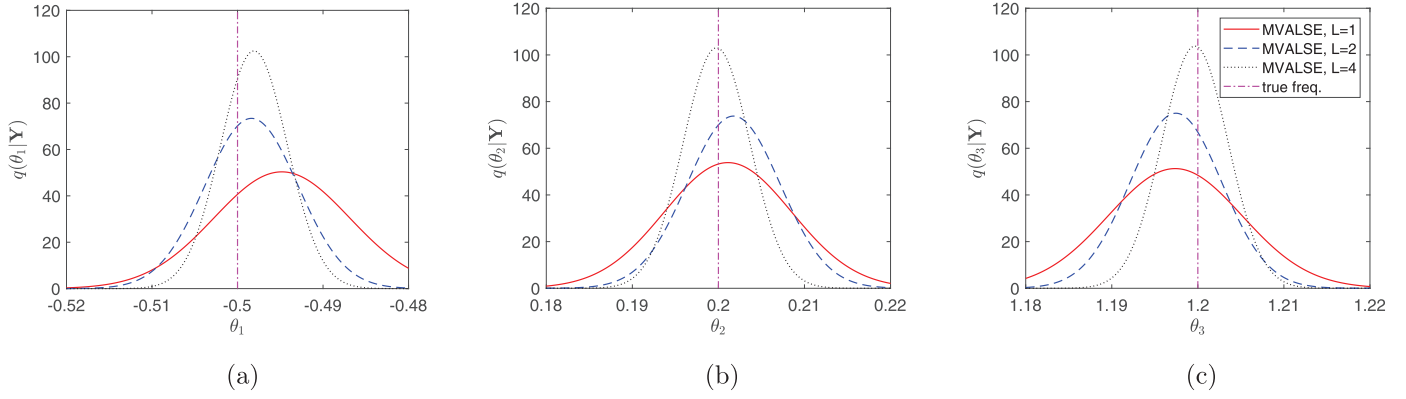 120
100
80
60
40
20
0
q(θ₁|Y)
-0.52 -0.51 -0.5 -0.49 -0.48
θ₁
(a)
120
100
80
60
40
20
0
q(θ₂|Y)
0.18 0.19 0.2 0.21 0.22
θ₂
(b)
120
100
80
60
40
20
0
q(θ₃|Y)
MVALSE, L=1
MVALSE, L=2
MVALSE, L=4
true freq.
1.18 1.19 1.2 1.21 1.22
θ₃
(c)